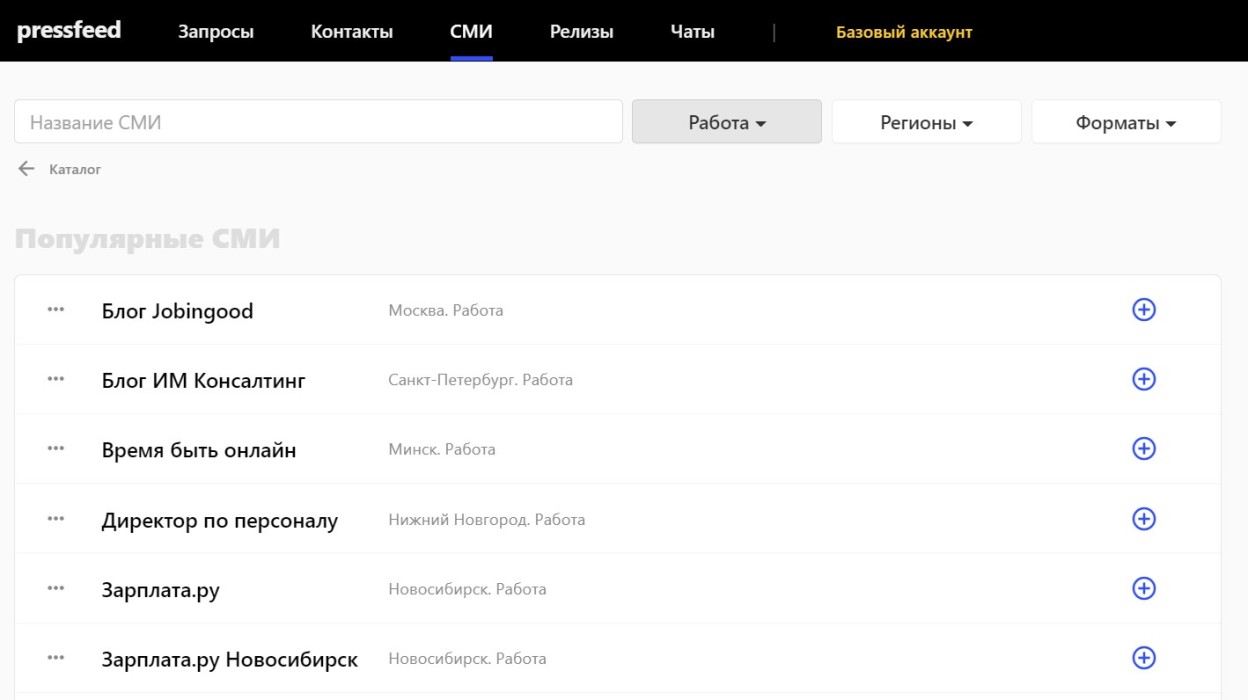 pressfeed Запросы Контакты СМИ Релизы Чаты | Базовый аккаунт
Название СМИ Работа Регионы Форматы
Каталог
Популярные СМИ
Блог Jobingood Москва. Работа
Блог ИМ Консалтинг Санкт-Петербург. Работа
Время быть онлайн Минск. Работа
Директор по персоналу Нижний Новгород. Работа
Зарплата.ру Новосибирск. Работа
Зарплата.ру Новосибирск Новосибирск. Работа